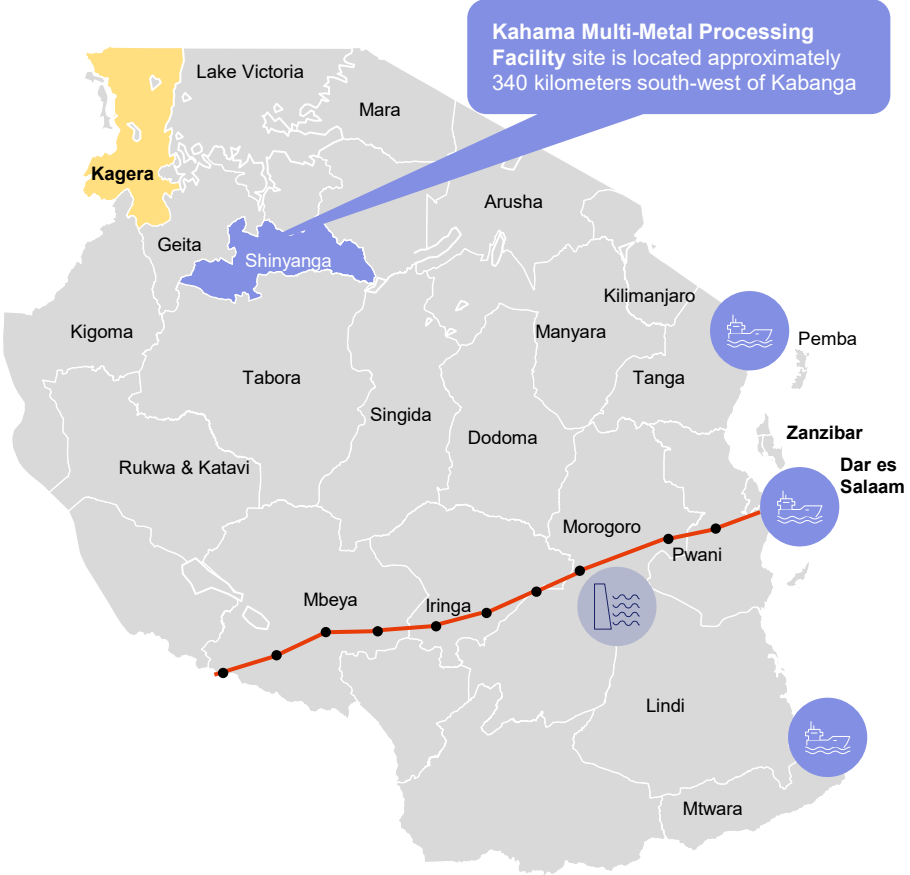 Kahama Multi-Metal Processing
Facility site is located approximately
340 kilometers south-west of Kabanga
Lake Victoria
Mara
Kagera
Arusha
Geita
Shinyanga
Kilimanjaro
Kigoma
Manyara
Pemba
Tabora
Tanga
Singida
Dodoma
Zanzibar
Rukwa & Katavi
Dar es
Salaam
Morogoro
Pwani
Mbeya
Iringa
Lindi
Mtwara